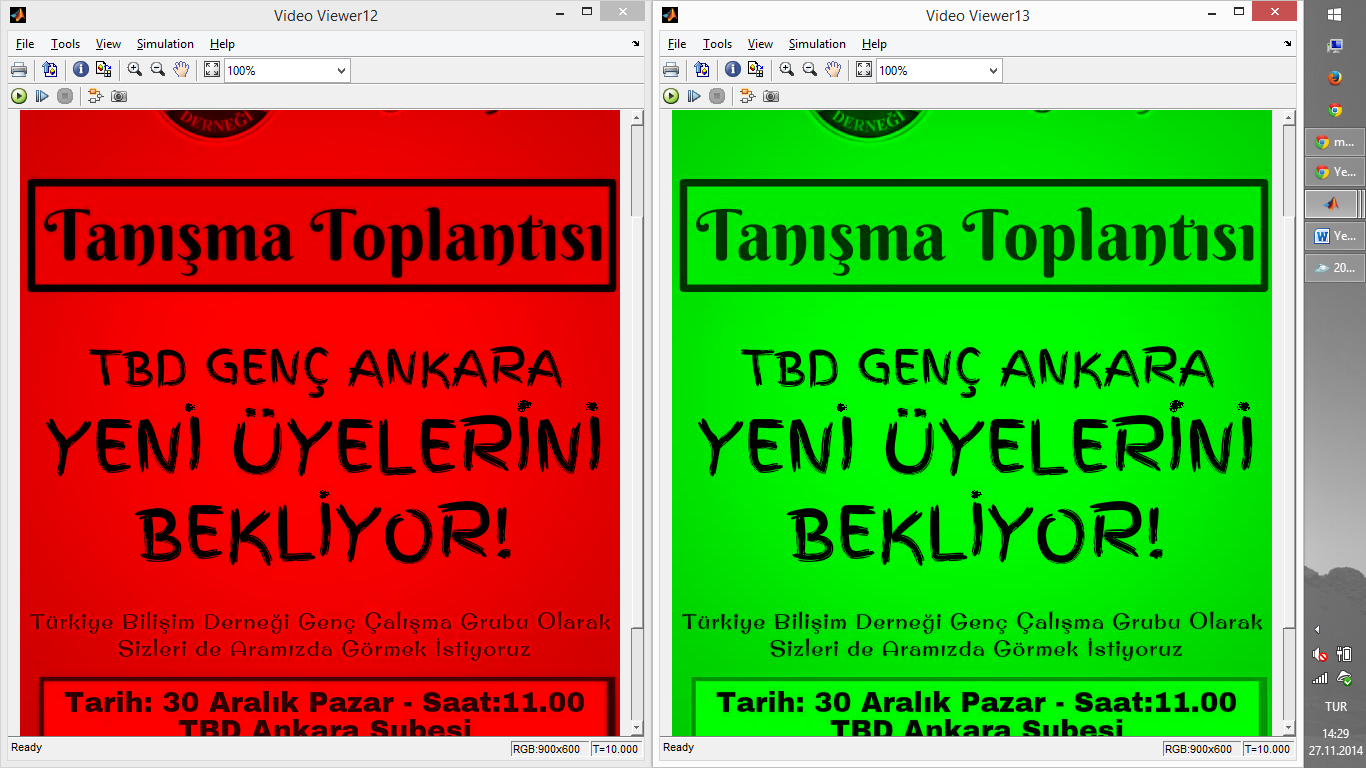 Video Viewer12
File Tools View Simulation Help
100%
DERNEĞİ
Tanışma Toplantısı
TBD GENÇ ANKARA
YENİ ÜYELERİNİ
BEKLİYOR!
Türkiye Bilişim Derneği Genç Çalışma Grubu Olarak
Sizleri de Aramızda Görmek İstiyoruz
Tarih: 30 Aralık Pazar - Saat:11.00
TBD Ankara Şubesi
Ready
RGB:900x600 T=10.000
Video Viewer13
File Tools View Simulation Help
100%
DERNEĞİ
Tanışma Toplantısı
TBD GENÇ ANKARA
YENİ ÜYELERİNİ
BEKLİYOR!
Türkiye Bilişim Derneği Genç Çalışma Grubu Olarak
Sizleri de Aramızda Görmek İstiyoruz
Tarih: 30 Aralık Pazar - Saat:11.00
TBD Ankara Şubesi
Ready
RGB:900x600 T=10.000
m...
Ye...
Ye...
20...
TUR
14:29
27.11.2014